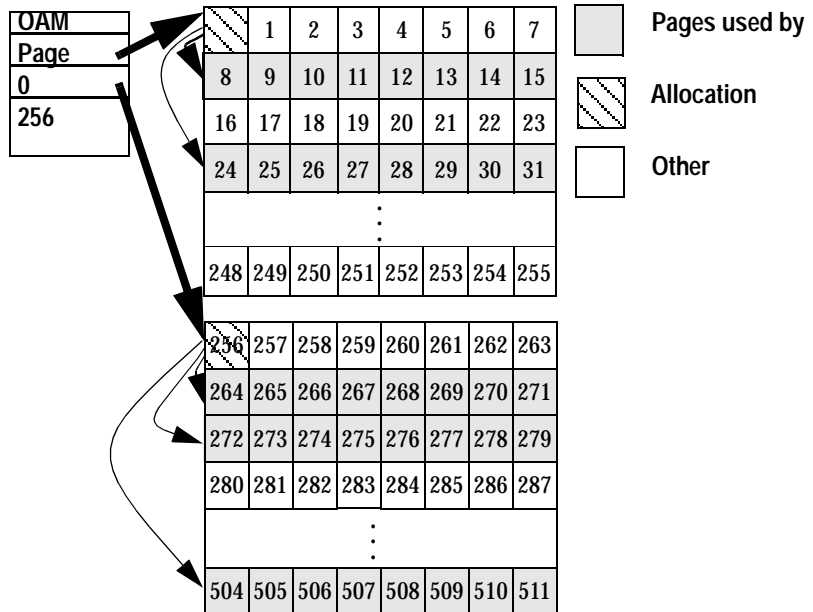 OAM
Page
0
256
1 2 3 4 5 6 7
8 9 10 11 12 13 14 15
16 17 18 19 20 21 22 23
24 25 26 27 28 29 30 31
248 249 250 251 252 253 254 255
256 257 258 259 260 261 262 263
264 265 266 267 268 269 270 271
272 273 274 275 276 277 278 279
280 281 282 283 284 285 286 287
504 505 506 507 508 509 510 511
Pages used by
Allocation
Other